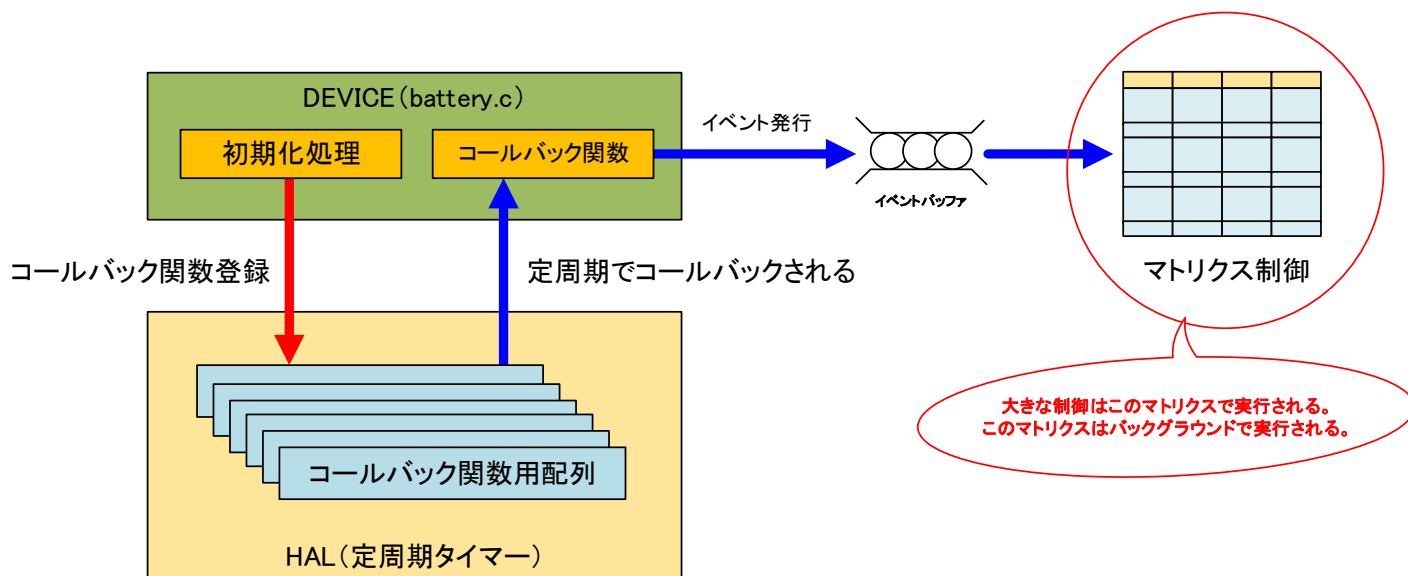 DEVICE(battery.c)
初期化処理
コールバック関数
イベント発行
イベントバッファ
マトリクス制御
コールバック関数登録
定周期でコールバックされる
大きな制御はこのマトリクスで実行される。
このマトリクスはバックグラウンドで実行される。
コールバック関数用配列
HAL(定周期タイマー)